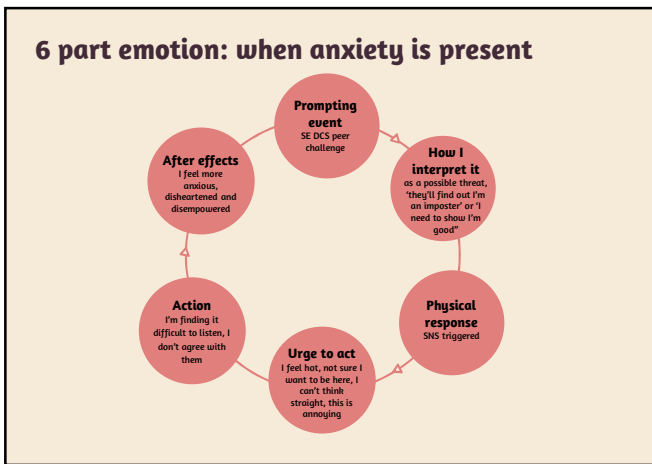 6 part emotion: when anxiety is present
Prompting
event
SE DCS peer
challenge
How I
interpret it
as a possible threat,
'they'll find out I'm
an imposter' or 'I
need to show I'm
good"
Physical
response
SNS triggered
Urge to act
I feel hot, not sure I
want to be here, I
can't think
straight, this is
annoying
Action
I'm finding it
difficult to listen, I
don't agree with
them
After effects
I feel more
anxious,
disheartened and
disempowered